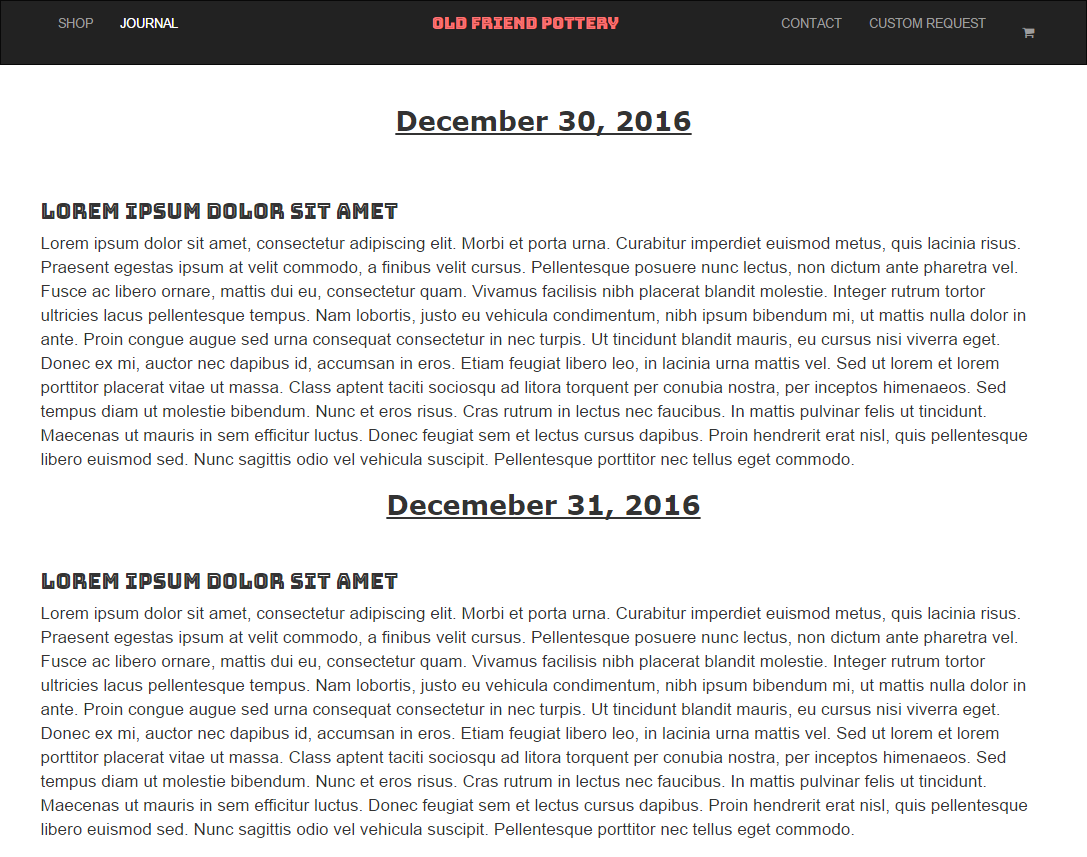 SHOP JOURNAL OLD FRIEND POTTERY CONTACT CUSTOM REQUEST
December 30, 2016
LOREM IPSUM DOLOR SIT AMET
Lorem ipsum dolor sit amet, consectetur adipiscing elit. Morbi et porta urna. Curabitur imperdiet euismod metus, quis lacinia risus.
Praesent egestas ipsum at velit commodo, a finibus velit cursus. Pellentesque posuere nunc lectus, non dictum ante pharetra vel.
Fusce ac libero ornare, mattis dui eu, consectetur quam. Vivamus facilisis nibh placerat blandit molestie. Integer rutrum tortor
ultricies lacus pellentesque tempus. Nam lobortis, justo eu vehicula condimentum, nibh ipsum bibendum mi, ut mattis nulla dolor in
ante. Proin congue augue sed urna consequat consectetur in nec turpis. Ut tincidunt blandit mauris, eu cursus nisi viverra eget.
Donec ex mi, auctor nec dapibus id, accumsan in eros. Etiam feugiat libero leo, in lacinia urna mattis vel. Sed ut lorem et lorem
porttitor placerat vitae ut massa. Class aptent taciti sociosqu ad litora torquent per conubia nostra, per inceptos himenaeos. Sed
tempus diam ut molestie bibendum. Nunc et eros risus. Cras rutrum in lectus nec faucibus. In mattis pulvinar felis ut tincidunt.
Maecenas ut mauris in sem efficitur luctus. Donec feugiat sem et lectus cursus dapibus. Proin hendrerit erat nisl, quis pellentesque
libero euismod sed. Nunc sagittis odio vel vehicula suscipit. Pellentesque porttitor nec tellus eget commodo.
Decemeber 31, 2016
LOREM IPSUM DOLOR SIT AMET
Lorem ipsum dolor sit amet, consectetur adipiscing elit. Morbi et porta urna. Curabitur imperdiet euismod metus, quis lacinia risus.
Praesent egestas ipsum at velit commodo, a finibus velit cursus. Pellentesque posuere nunc lectus, non dictum ante pharetra vel.
Fusce ac libero ornare, mattis dui eu, consectetur quam. Vivamus facilisis nibh placerat blandit molestie. Integer rutrum tortor
ultricies lacus pellentesque tempus. Nam lobortis, justo eu vehicula condimentum, nibh ipsum bibendum mi, ut mattis nulla dolor in
ante. Proin congue augue sed urna consequat consectetur in nec turpis. Ut tincidunt blandit mauris, eu cursus nisi viverra eget.
Donec ex mi, auctor nec dapibus id, accumsan in eros. Etiam feugiat libero leo, in lacinia urna mattis vel. Sed ut lorem et lorem
porttitor placerat vitae ut massa. Class aptent taciti sociosqu ad litora torquent per conubia nostra, per inceptos himenaeos. Sed
tempus diam ut molestie bibendum. Nunc et eros risus. Cras rutrum in lectus nec faucibus. In mattis pulvinar felis ut tincidunt.
Maecenas ut mauris in sem efficitur luctus. Donec feugiat sem et lectus cursus dapibus. Proin hendrerit erat nisl, quis pellentesque
libero euismod sed. Nunc sagittis odio vel vehicula suscipit. Pellentesque porttitor nec tellus eget commodo.